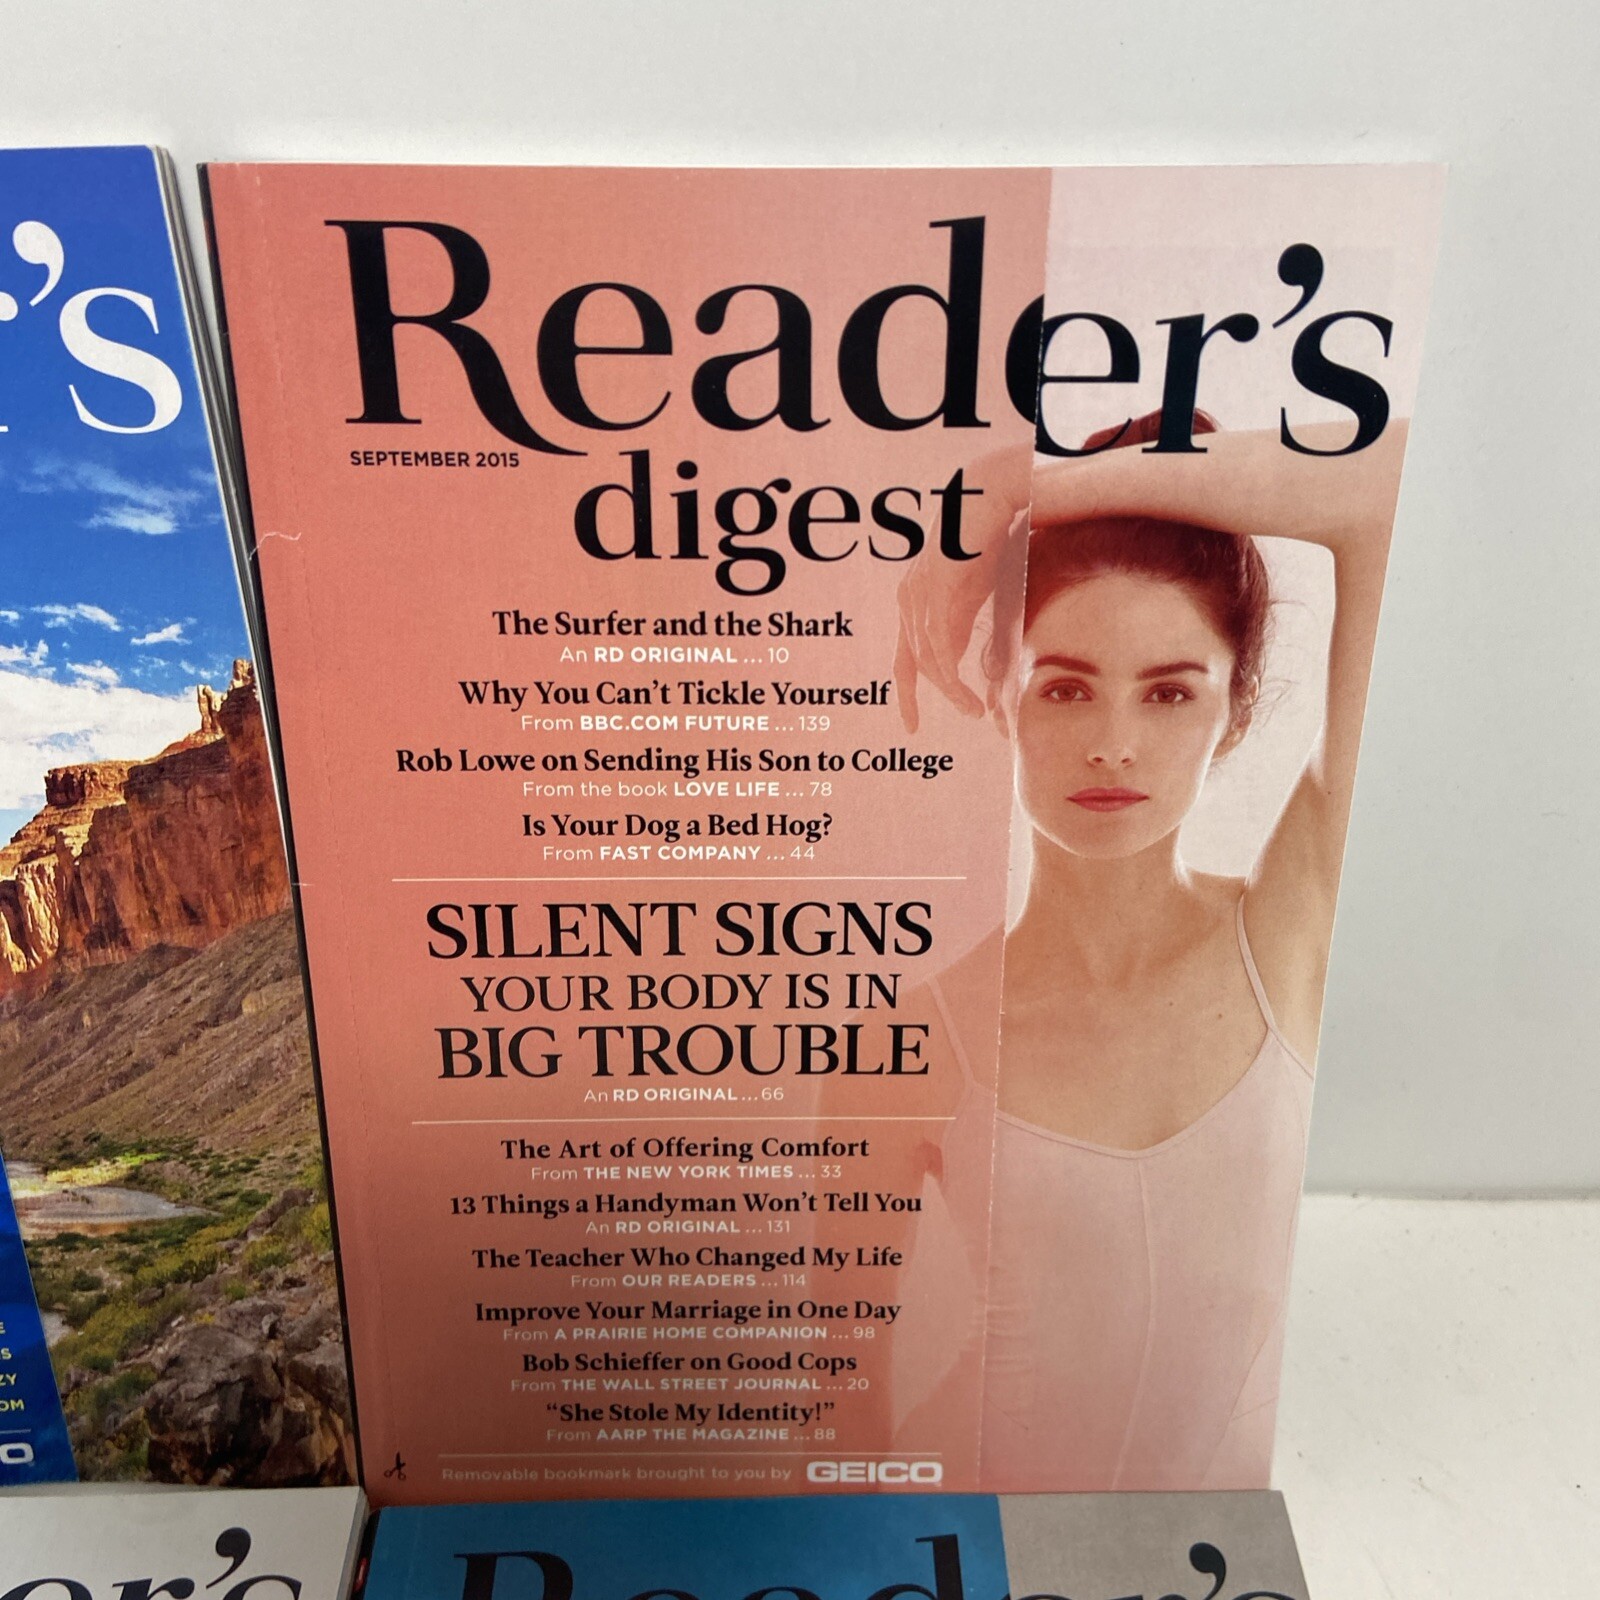 r's
E
S
ZY
OM
O
Reader's
SEPTEMBER 2015
digest
The Surfer and the Shark
An RD ORIGINAL ... 10
Why You Can't Tickle Yourself
From BBC.COM FUTURE ... 139
Rob Lowe on Sending His Son to College
From the book LOVE LIFE ... 78
Is Your Dog a Bed Hog?
From FAST COMPANY ... 44
SILENT SIGNS
YOUR BODY IS IN
BIG TROUBLE
An RD ORIGINAL ... 66
The Art of Offering Comfort
From THE NEW YORK TIMES ... 33
13 Things a Handyman Won't Tell You
An RD ORIGINAL ... 131
The Teacher Who Changed My Life
From OUR READERS ... 114
Improve Your Marriage in One Day
From A PRAIRIE HOME COMPANION ... 98
Bob Schieffer on Good Cops
From THE WALL STREET JOURNAL ... 20
“She Stole My Identity!”
From AARP THE MAGAZINE ... 88
Removable bookmark brought to you by GEICO
er's
Reader's